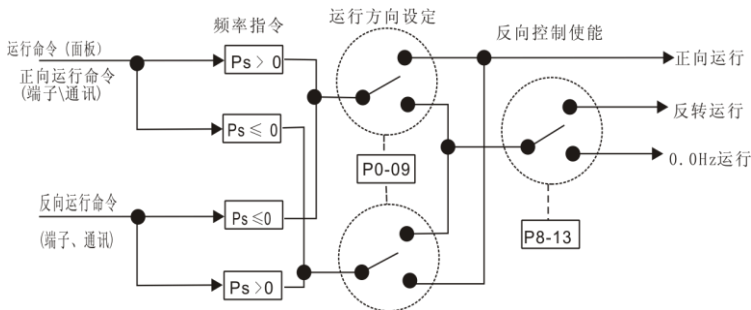 频率指令
运行方向设定
反向控制使能
运行命令（面板）
正向运行命令
(端子\通讯)
Ps > 0
Ps ≤ 0
正向运行
反转运行
0.0Hz运行
P0-09
反向运行命令
(端子、通讯)
Ps ≤0
Ps >0
P8-13